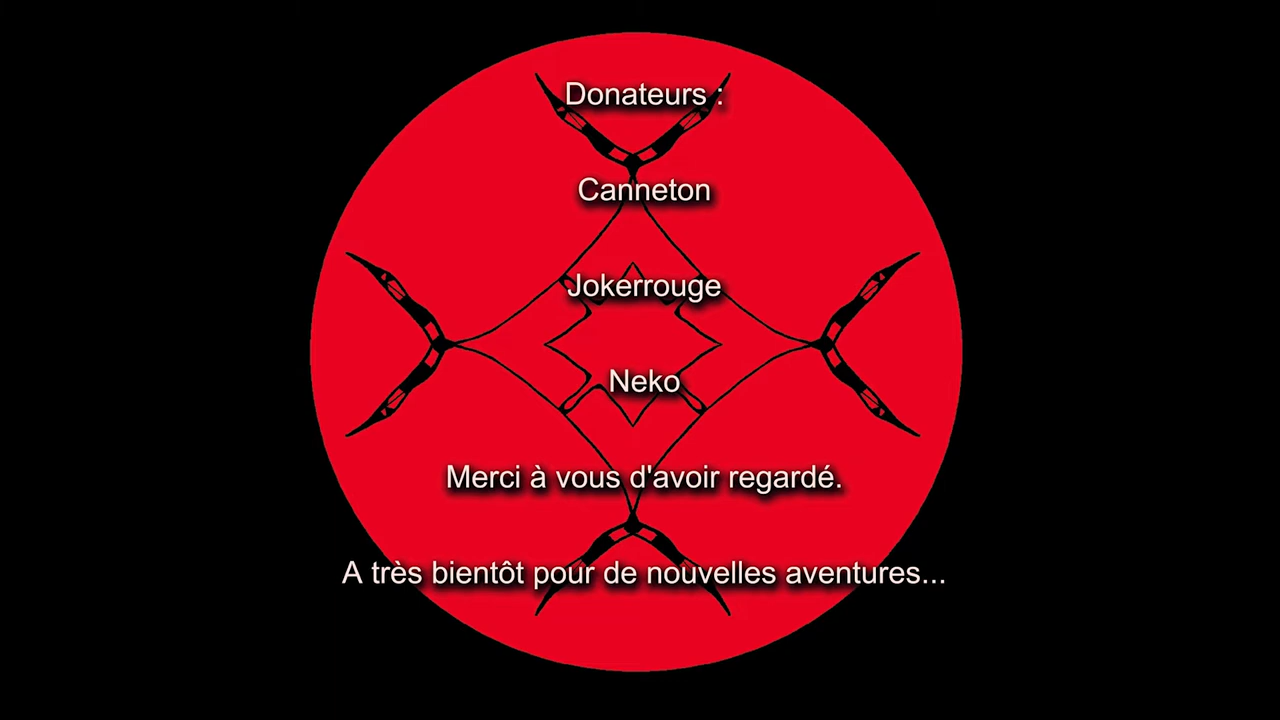 Donateurs :
Canneton
Jokerrouge
Neko
Merci à vous d'avoir regardé.
A très bientôt pour de nouvelles aventures...